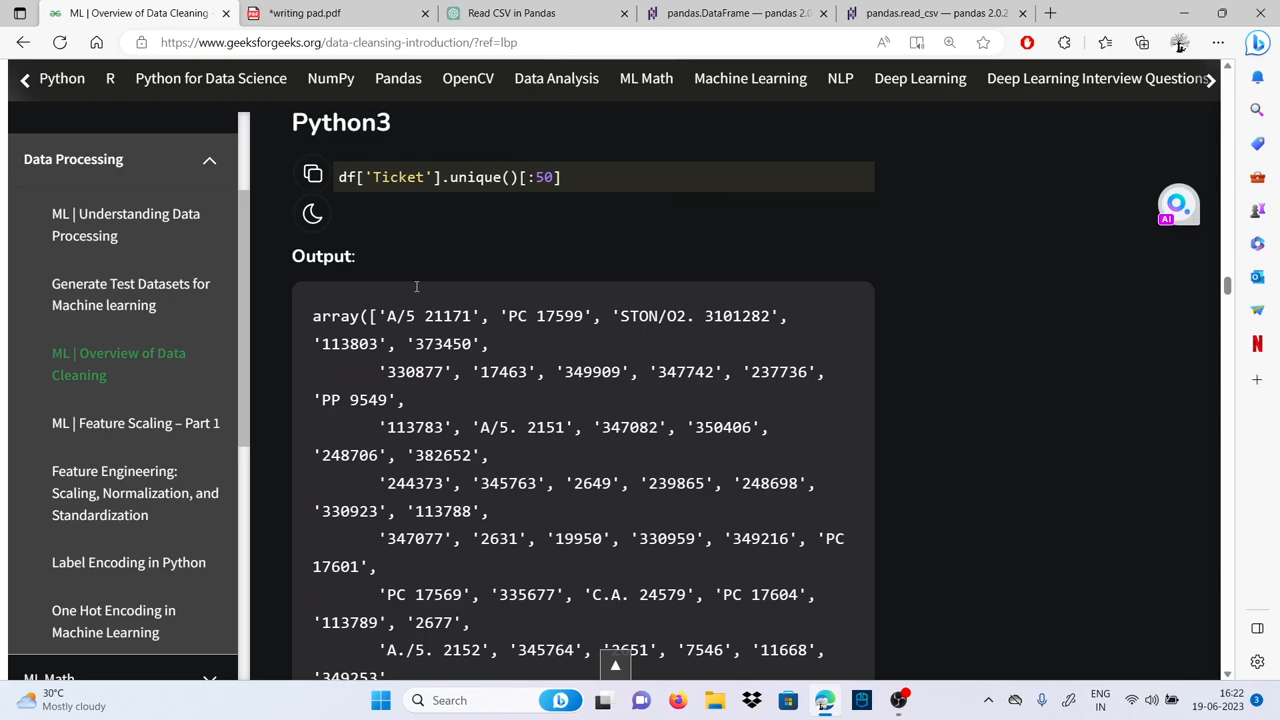 ML | Overview of Data Cleaning -
*writing pad.pdf
Read CSV in Pandas
pandas.DataFrame — pandas 2.0.
pandas.read_csv — pandas 2.0.2
https://www.geeksforgeeks.org/data-cleansing-introduction/?ref=lbp
Python R Python for Data Science NumPy Pandas OpenCV Data Analysis ML Math Machine Learning NLP Deep Learning Deep Learning Interview Questions
Data Processing
ML | Understanding Data
Processing
Generate Test Datasets for
Machine learning
ML | Overview of Data
Cleaning
ML | Feature Scaling – Part 1
Feature Engineering:
Scaling, Normalization, and
Standardization
Label Encoding in Python
One Hot Encoding in
Machine Learning
ML Math
Python3
df['Ticket'].unique()[:50]
Output:
array(['A/5 21171', 'PC 17599', 'STON/O2. 3101282',
'113803', '373450',
'330877', '17463', '349909', '347742', '237736',
'PP 9549',
'113783', 'A/5. 2151', '347082', '350406',
'248706', '382652',
'244373', '345763', '2649', '239865', '248698',
'330923', '113788',
'347077', '2631', '19950', '330959', '349216', 'PC
17601',
'PC 17569', '335677', 'C.A. 24579', 'PC 17604',
'113789', '2677',
'A./5. 2152', '345764', '2651', '7546', '11668',
'349253'
AI
30°C
Mostly cloudy
Search
ENG
IN
16:22
19-06-2023